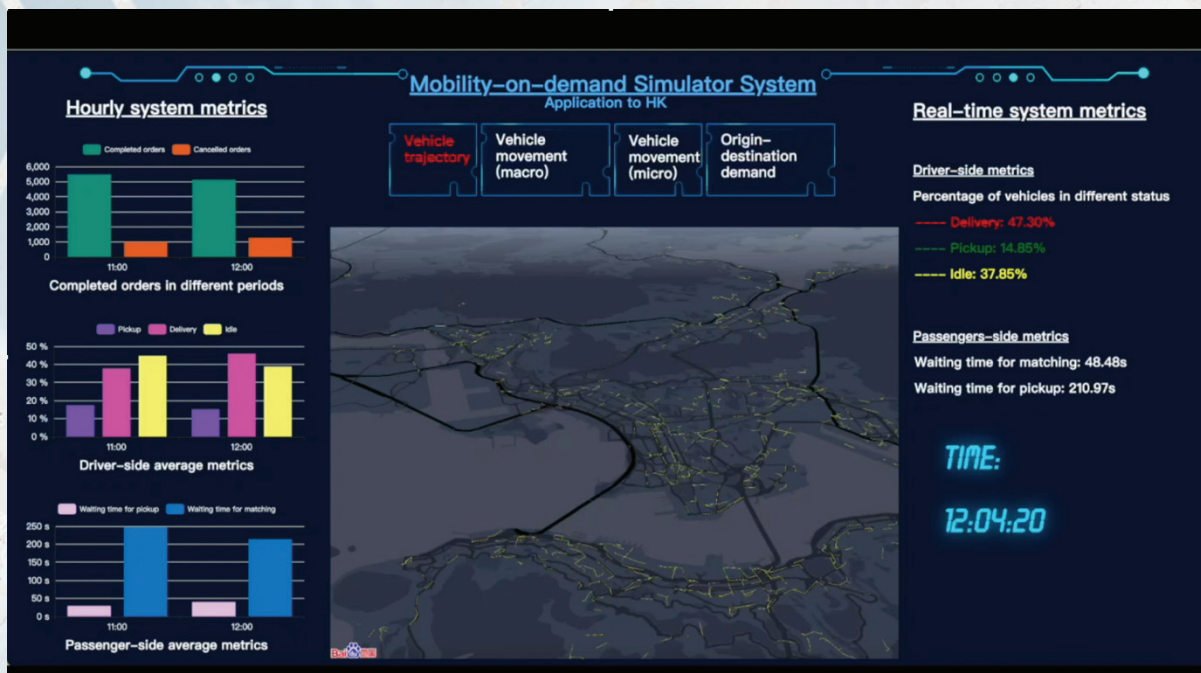 Mobility-on-demand Simulator System
Application to HK
Vehicle
trajectory
Vehicle
movement
(macro)
Vehicle
movement
(micro)
Origin-
destination
demand
Hourly system metrics
Completed orders
Cancelled orders
6,000
5,000
4,000
3,000
2,000
1,000
0
11:00
12:00
Completed orders in different periods
Pickup
Delivery
Idle
50 %
40 %
30 %
20 %
10 %
0 %
11:00
12:00
Driver-side average metrics
Waiting time for pickup
Waiting time for matching
250 s
200 s
150 s
100 s
50 s
0 s
11:00
12:00
Passenger-side average metrics
Real-time system metrics
Driver-side metrics
Percentage of vehicles in different status
---- Delivery: 47.30%
---- Pickup: 14.85%
---- Idle: 37.85%
Passengers-side metrics
Waiting time for matching: 48.48s
Waiting time for pickup: 210.97s
TIME:
12:04:20
Bai 地图